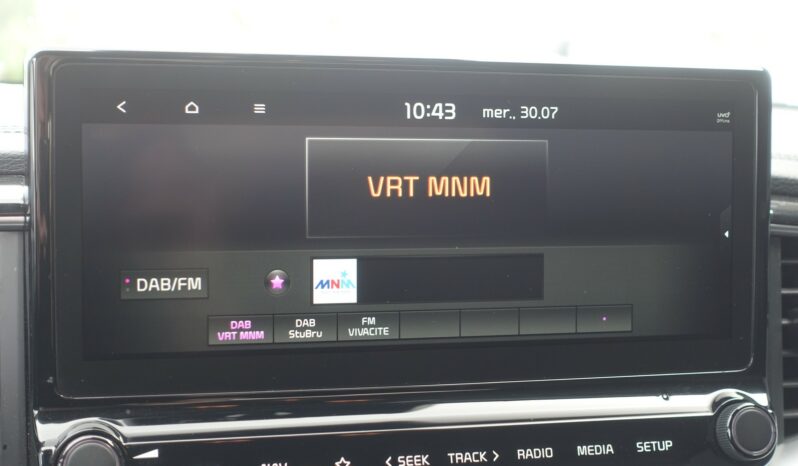 10:43 mer., 30.07
uvo
VRT MNM
DAB/FM
MNM
DAB
VRT MNM
DAB
StuBru
FM
VIVACITE
< SEEK TRACK > RADIO MEDIA SETUP